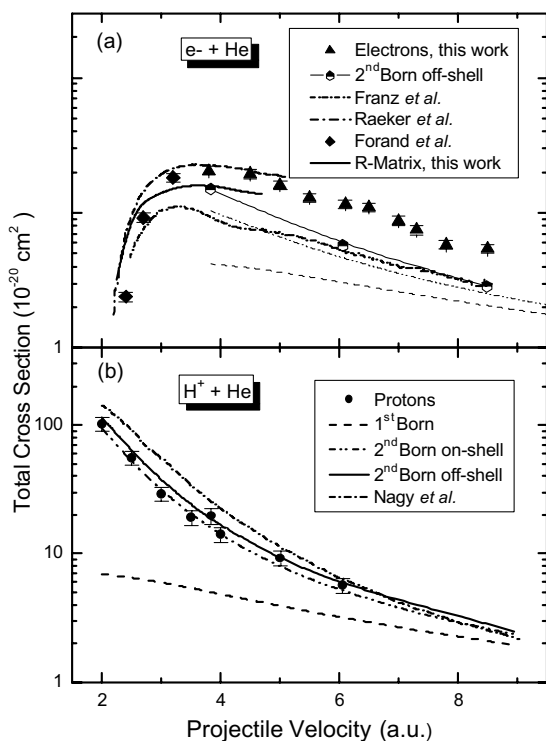 (a)
e- + He
Electrons, this work
2nd Born off-shell
Franz et al.
Raeker et al.
Forand et al.
R-Matrix, this work
1
Total Cross Section (10-20 cm2)
(b)
H+ + He
Protons
1st Born
2nd Born on-shell
2nd Born off-shell
Nagy et al.
100
10
1
2 4 6 8
Projectile Velocity (a.u.)